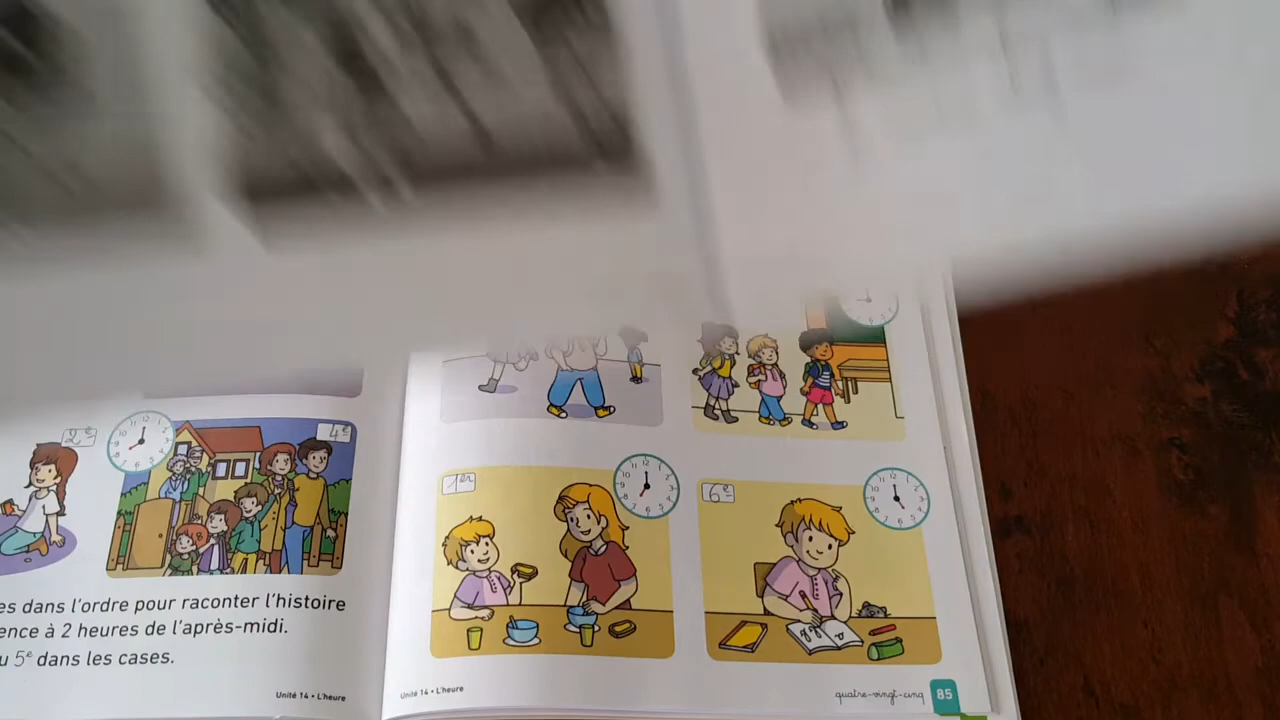 2e
4e
es dans l'ordre pour raconter l'histoire
ence à 2 heures de l'après-midi.
u 5e dans les cases.
Unité 14 • L'heure
1er
6e
Unité 14 • L'heure
quatre-vingt-cinq 85